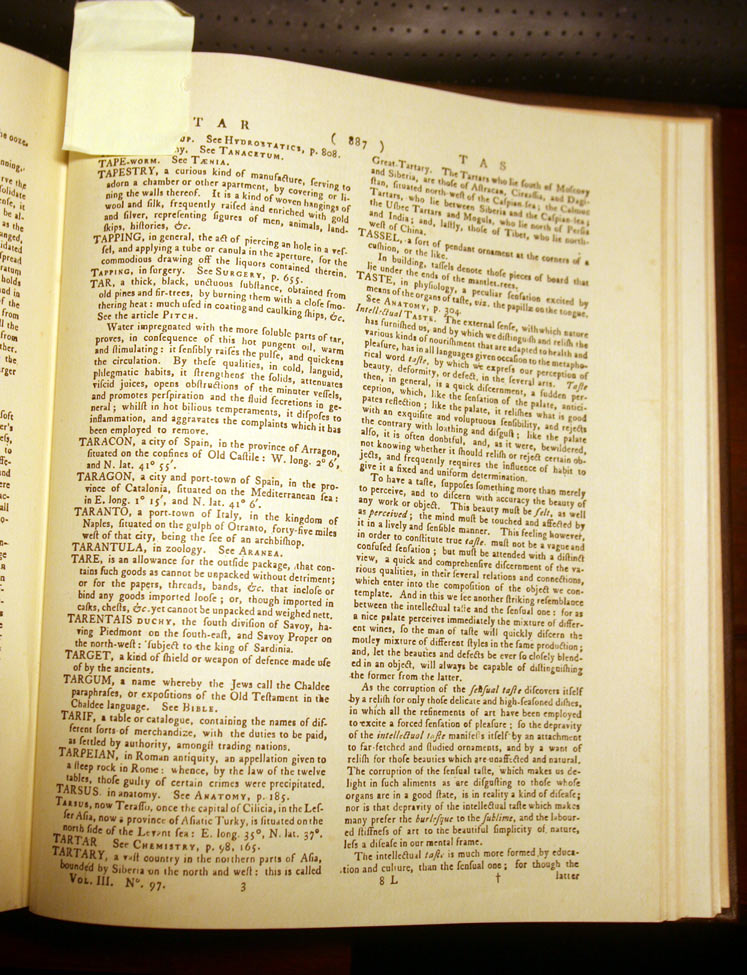 TAR
( 887 )
TAS
See HYDROSTATICS, p. 808.
See TANACETUM.
TAPE-WORM. See TÆNIA.
TAPESTRY, a curious kind of manufacture, serving to
adorn a chamber or other apartment, by covering or li-
ning the walls thereof. It is a kind of woven hangings of
wool and silk, frequently raised and enriched with gold
and silver, representing figures of men, animals, land-
skips, histories, &c.
TAPPING, in general, the act of piercing an hole in a ves-
sel, and applying a tube or canula in the aperture, for the
commodious drawing off the liquors contained therein.
TAPPING, in surgery. See SURGERY, p. 655.
TAR, a thick, black, unctuous substance, obtained from
old pines and fir-trees, by burning them with a close smo-
thering heat: much used in coating and caulking ships, &c.
See the article PITCH.
Water impregnated with the more soluble parts of tar,
proves, in consequence of this hot pungent oil, warm
and stimulating: it sensibly raises the pulse, and quickens
the circulation. By these qualities, in cold, languid,
phlegmatic habits, it strengthens the solids, attenuates
viscid juices, opens obstructions of the minuter vessels,
and promotes perspiration and the fluid secretions in ge-
neral; whilst in hot bilious temperaments, it disposes to
inflammation, and aggravates the complaints which it has
been employed to remove.
TARACON, a city of Spain, in the province of Arragon,
situated on the confines of Old Castile: W. long. 2° 6′,
and N. lat. 41° 55′.
TARAGON, a city and port-town of Spain, in the pro-
vince of Catalonia, situated on the Mediterranean sea:
in E. long. 1° 15′, and N. lat. 41° 6′.
TARANTO, a port-town of Italy, in the kingdom of
Naples, situated on the gulph of Otranto, forty-five miles
west of that city, being the see of an archbishop.
TARANTULA, in zoology. See ARANEA.
TARE, is an allowance for the outside package, that con-
tains such goods as cannot be unpacked without detriment;
or for the papers, threads, bands, &c. that inclose or
bind any goods imported loose; or, though imported in
casks, chests, &c. yet cannot be unpacked and weighed nett.
TARENTAIS DUCHY, the south division of Savoy, ha-
ving Piedmont on the south-east, and Savoy Proper on
the north-west: subject to the king of Sardinia.
TARGET, a kind of shield or weapon of defence made use
of by the ancients.
TARGUM, a name whereby the Jews call the Chaldee
paraphrases, or expositions of the Old Testament in the
Chaldee language. See BIBLE.
TARIF, a table or catalogue, containing the names of dif-
ferent sorts of merchandize, with the duties to be paid,
as settled by authority, amongst trading nations.
TARPEIAN, in Roman antiquity, an appellation given to
a steep rock in Rome: whence, by the law of the twelve
tables, those guilty of certain crimes were precipitated.
TARSUS. in anatomy. See ANATOMY, p. 185.
TARSUS, now Terasso, once the capital of Cilicia, in the Les-
ser Asia, now a province of Asiatic Turky, is situated on the
north side of the Levant sea: E. long. 35°, N. lat. 37°.
TARTAR See CHEMISTRY, p. 98, 165.
TARTARY, a vast country in the northern parts of Asia,
bounded by Siberia on the north and west: this is called
VOL. III. No. 97. 3
Great-Tartary. The Tartars who lie south of Muscovy
and Siberia, are those of Astracan, Circassia, and Dagi-
stan, situated north-west of the Caspian-sea; the Calmuc
Tartars, who lie between Siberia and the Caspian-sea;
the Usbec Tartars and Moguls, who lie north of Persia
and India; and, lastly, those of Tibet, who lie north-
west of China.
TASSEL, a sort of pendant ornament at the corners of a
cushion, or the like.
In building, tassels denote those pieces of board that
lie under the ends of the mantlet-trees.
TASTE, in physiology, a peculiar sensation excited by
means of the organs of taste, viz. the papillæ on the tongue.
See ANATOMY, p. 304.
Intellectual TASTE. The external sense, with which nature
has furnished us, and by which we distinguish and relish the
various kinds of nourishment that are adapted to health and
pleasure, has in all languages given occasion to the metapho-
rical word taste, by which we express our perception of
beauty, deformity, or defect, in the several arts. Taste
then, in general, is a quick discernment, a sudden per-
ception, which, like the sensation of the palate, antici-
pates reflection; like the palate, it relishes what is good
with an exquisite and voluptuous sensibility, and rejects
the contrary with loathing and disgust; like the palate
also, it is often doubtful, and, as it were, bewildered,
not knowing whether it should relish or reject certain ob-
jects, and frequently requires the influence of habit to
give it a fixed and uniform determination.
To have a taste, supposes something more than merely
to perceive, and to discern with accuracy the beauty of
any work or object. This beauty must be felt, as well
as perceived; the mind must be touched and affected by
it in a lively and sensible manner. This feeling however,
in order to constitute true taste. must not be a vague and
confused sensation; but must be attended with a distinct
view, a quick and comprehensive discernment of the va-
rious qualities, in their several relations and connections,
which enter into the composition of the object we con-
template. And in this we see another striking resemblance
between the intellectual taste and the sensual one: for as
a nice palate perceives immediately the mixture of differ-
ent wines, so the man of taste will quickly discern the
motley mixture of different styles in the same production;
and, let the beauties and defects be ever so closely blend-
ed in an object, will always be capable of distinguishing
the former from the latter.
As the corruption of the sensual taste discovers itself
by a relish for only those delicate and high-seasoned dishes,
in which all the refinements of art have been employed
to excite a forced sensation of pleasure; so the depravity
of the intellectual taste manifests itself by an attachment
to far-fetched and studied ornaments, and by a want of
relish for those beauties which are unaffected and natural.
The corruption of the sensual taste, which makes us de-
light in such aliments as are disgusting to those whose
organs are in a good state, is in reality a kind of disease;
nor is that depravity of the intellectual taste which makes
many prefer the burlesque to the sublime, and the labour-
ed stiffness of art to the beautiful simplicity of nature,
less a disease in our mental frame.
The intellectual taste is much more formed by educa-
tion and culture, than the sensual one; for though the
8 L † latter